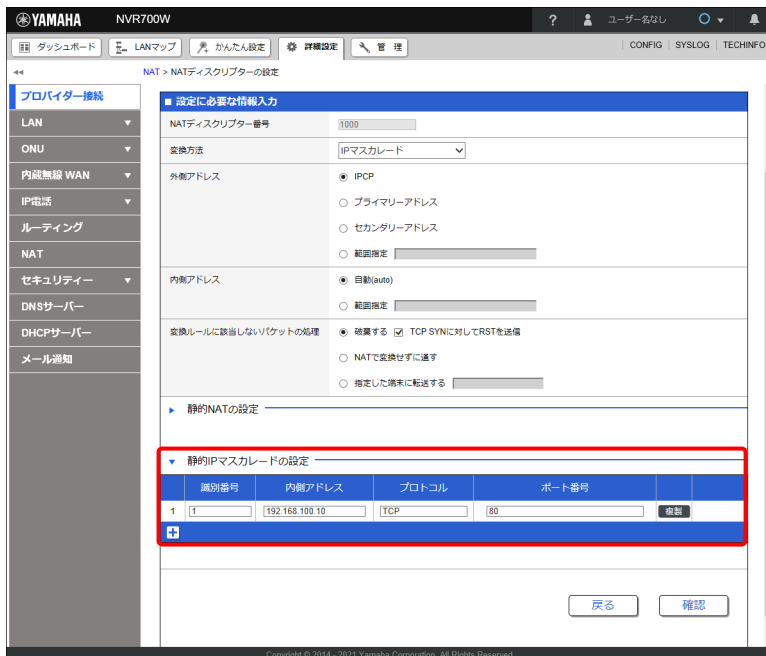 YAMAHA NVR700W ? ユーザーなし
ダッシュボード LANマップ かんたん設定 詳細設定 管 理 CONFIG SYSLOG TECHINFO
NAT > NATディスクリプターの設定
プロバイダー接続
LAN
ONU
内蔵無線 WAN
IP電話
ルーティング
NAT
セキュリティー
DNSサーバー
DHCPサーバー
メール通知
■ 設定に必要な情報入力
NATディスクリプター番号 1000
変換方法 IPマスカレード
外側アドレス IPCP
プライマリーアドレス
セカンダリーアドレス
範囲指定
内側アドレス 自動(auto)
範囲指定
変換ルールに該当しないパケットの処理 破棄する TCP SYNに対してRSTを送信
NATで変換せずに通す
指定した端末に転送する
静的NATの設定
静的IPマスカレードの設定
識別番号 内側アドレス プロトコル ポート番号
1 1 192.168.100.10 TCP 80 複製
戻る 確認
Copyright © 2014 - 2021 Yamaha Corporation. All Rights Reserved.